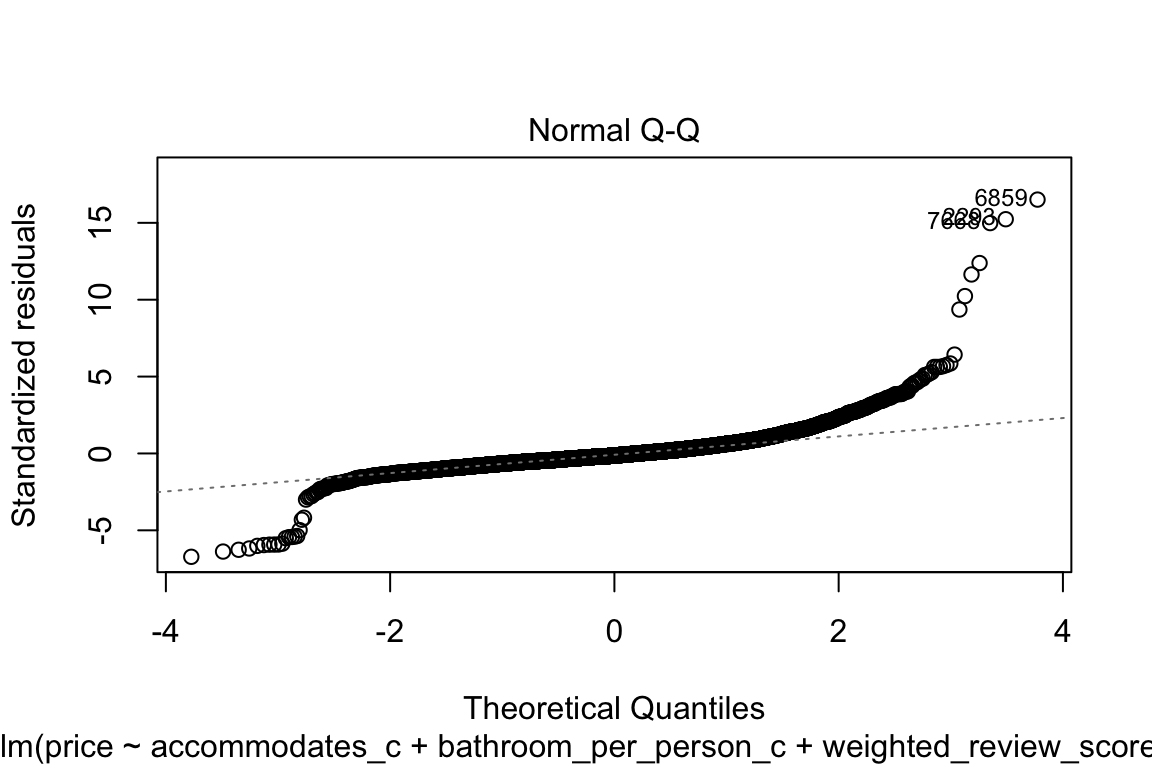 Normal Q-Q
Standardized residuals
15
10
5
0
-5
6859
-4 -2 0 2 4
Theoretical Quantiles
lm(price ~ accommodates_c + bathroom_per_person_c + weighted_review_score